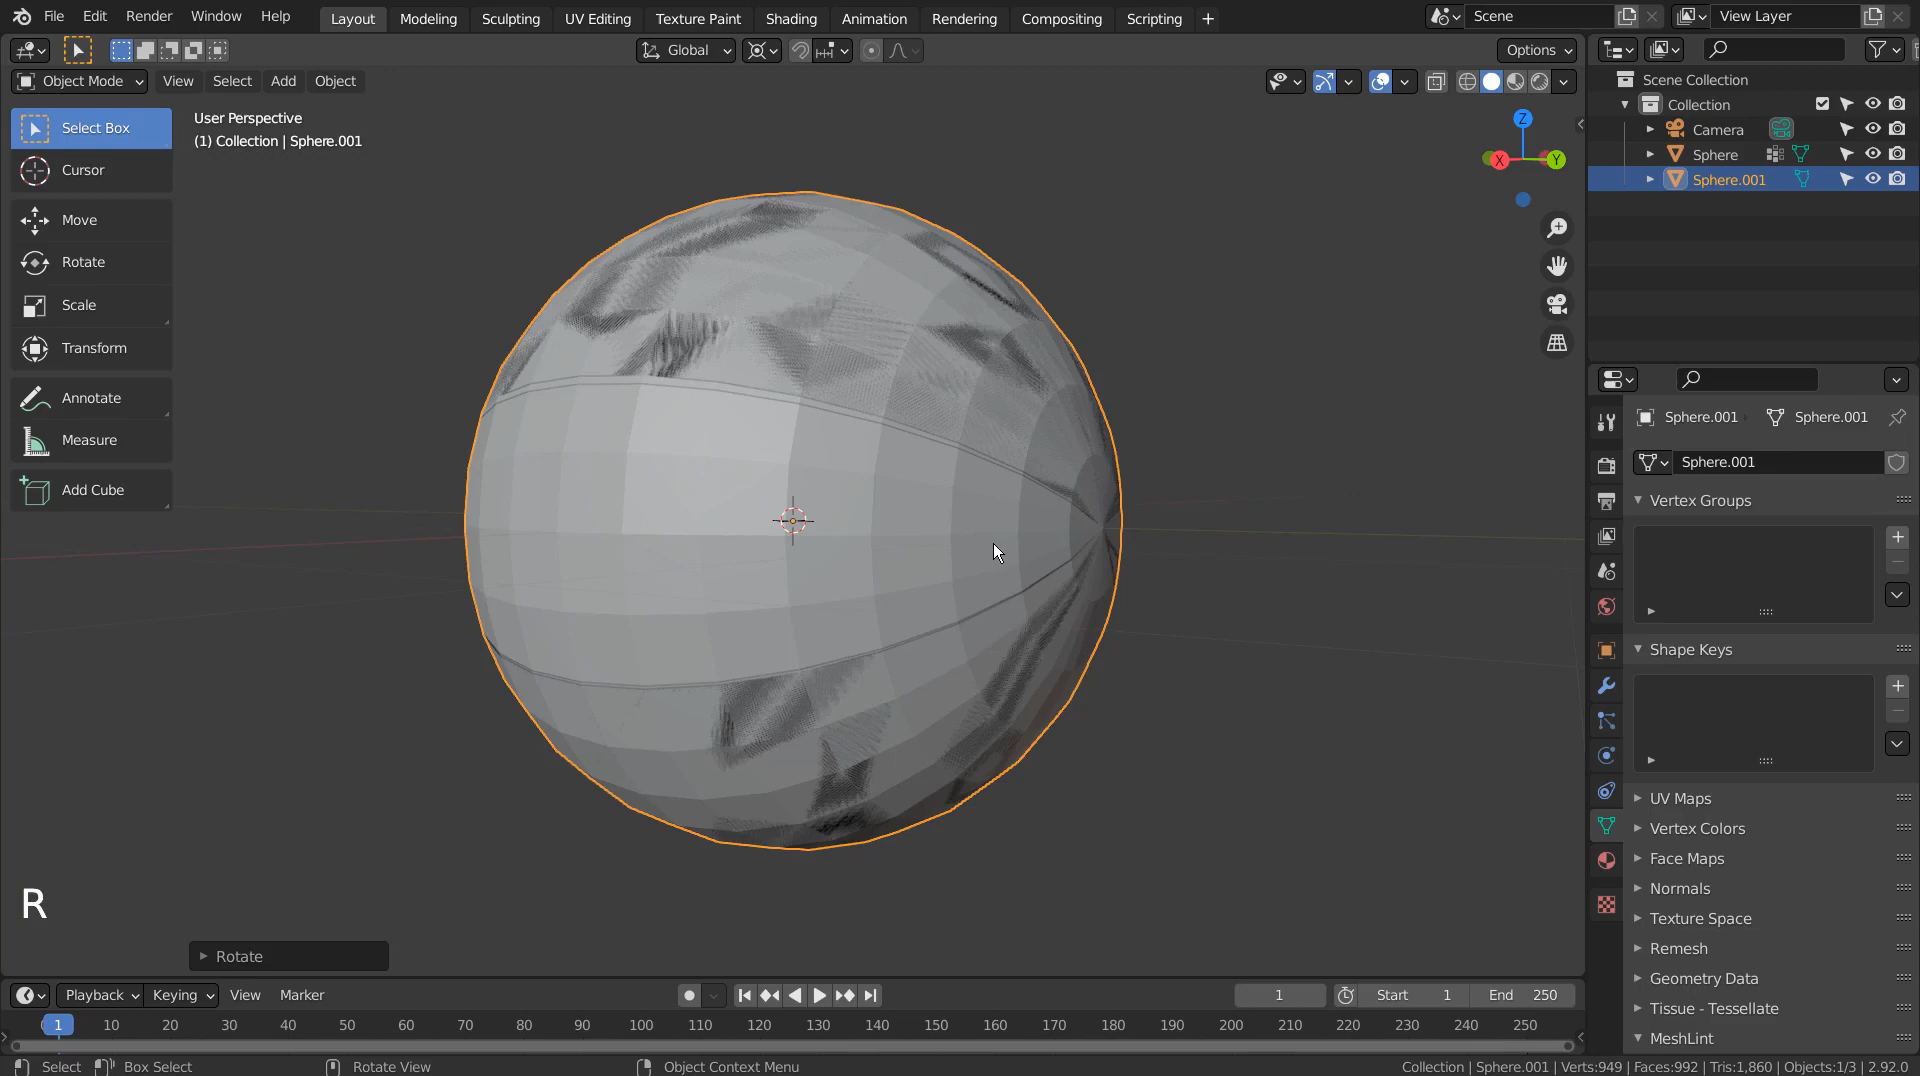 File Edit Render Window Help Layout Modeling Sculpting UV Editing Texture Paint Shading Animation Rendering Compositing Scripting + Scene View Layer
Global Options
Object Mode View Select Add Object
Select Box
Cursor
Move
Rotate
Scale
Transform
Annotate
Measure
Add Cube
User Perspective
(1) Collection | Sphere.001
Z
X
Y
R
Rotate
Scene Collection
Collection
Camera
Sphere
Sphere.001
Sphere.001 Sphere.001
Sphere.001
Vertex Groups
Shape Keys
UV Maps
Vertex Colors
Face Maps
Normals
Texture Space
Remesh
Geometry Data
Tissue - Tessellate
MeshLint
Playback Keying View Marker 1 Start 1 End 250
1 10 20 30 40 50 60 70 80 90 100 110 120 130 140 150 160 170 180 190 200 210 220 230 240 250
Select Box Select Rotate View Object Context Menu Collection | Sphere.001 | Verts:949 | Faces:992 | Tris:1,860 | Objects:1/3 | 2.92.0